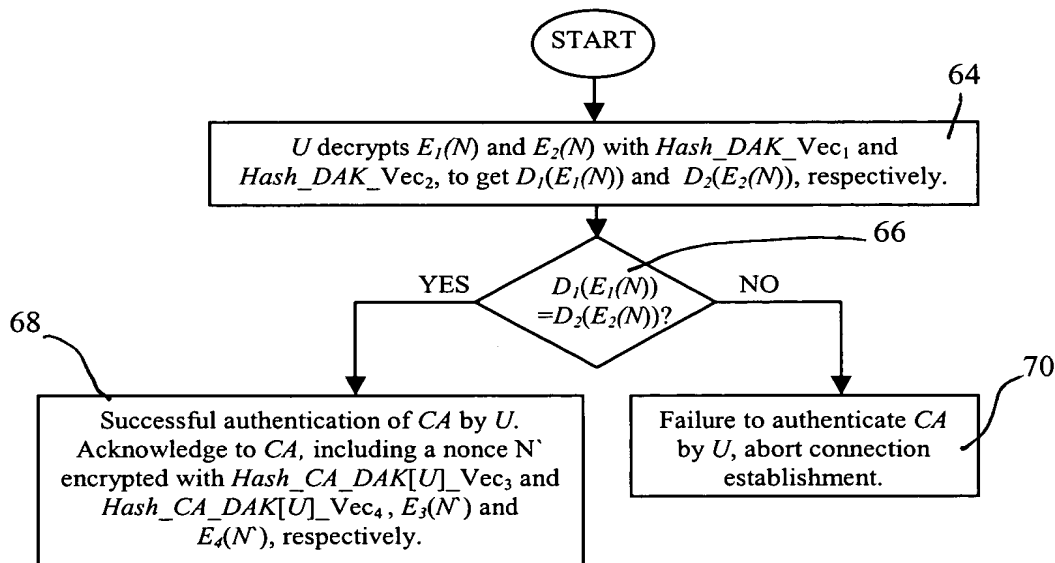 START
64
U decrypts E₁(N) and E₂(N) with Hash_DAK_Vec₁ and
Hash_DAK_Vec₂, to get D₁(E₁(N)) and D₂(E₂(N)), respectively.
66
YES
D₁(E₁(N))
=D₂(E₂(N))?
NO
68
70
Successful authentication of CA by U.
Acknowledge to CA, including a nonce N`
encrypted with Hash_CA_DAK[U]_Vec₃ and
Hash_CA_DAK[U]_Vec₄ , E₃(N`) and
E₄(N`), respectively.
Failure to authenticate CA
by U, abort connection
establishment.